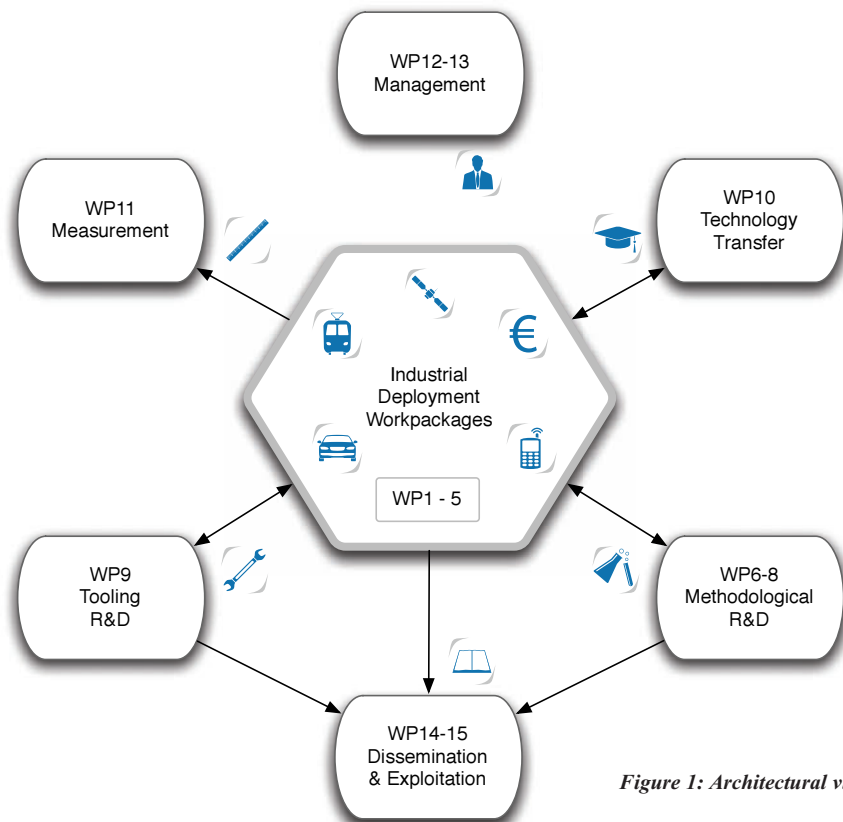 WP12-13
Management
WP11
Measurement
WP10
Technology
Transfer
€
Industrial
Deployment
Workpackages
WP1 - 5
WP9
Tooling
R&D
WP6-8
Methodological
R&D
WP14-15
Dissemination
& Exploitation
Figure 1: Architectural